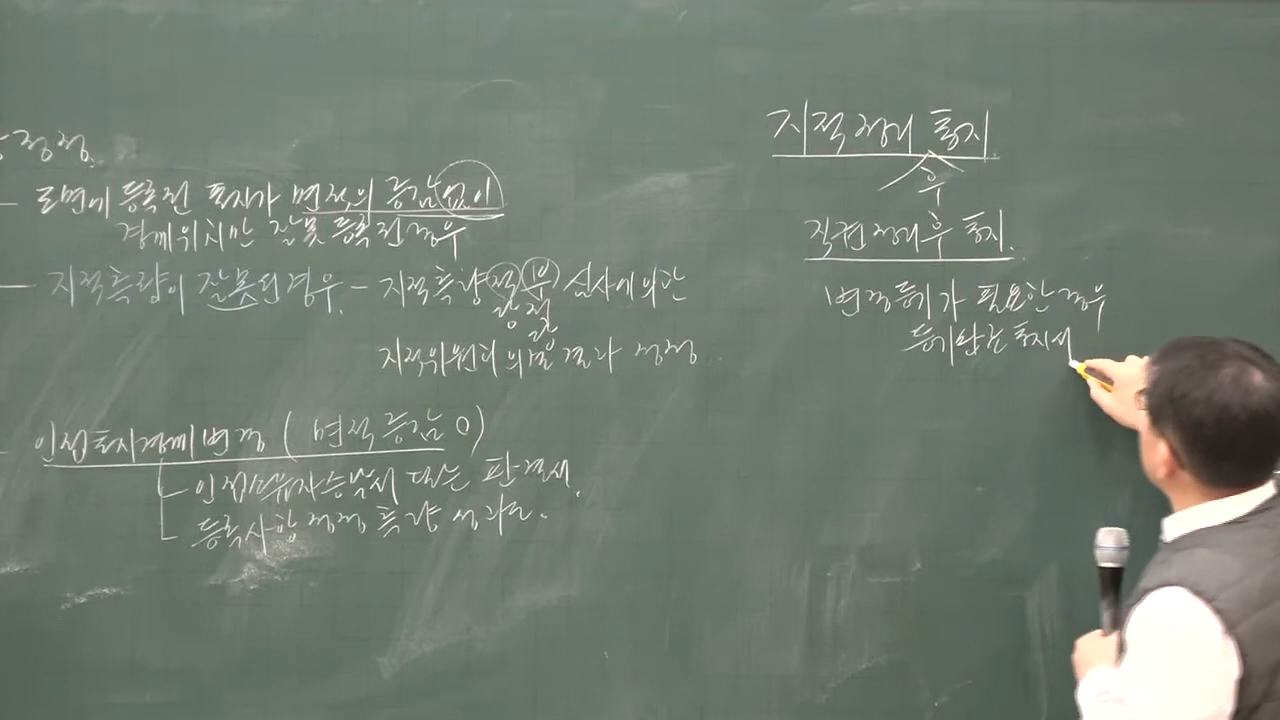 정정.
- 도면에 등록된 토지가 면적의 증감없이
경계위치만 잘못 등록된 경우
- 지적측량이 잘못된 경우 - 지적측량(적)(부) 심사에 의한
지적위원회 의결 결과 정정.
- 인접토지경계변경 (면적 증감 0)
인접소유자승낙서 또는 판결서.
등록사항 정정 측량 성과도.
지적정리 통지
후
직권정리후 통지.
변경등기가 필요한 경우
등기완료 통지서